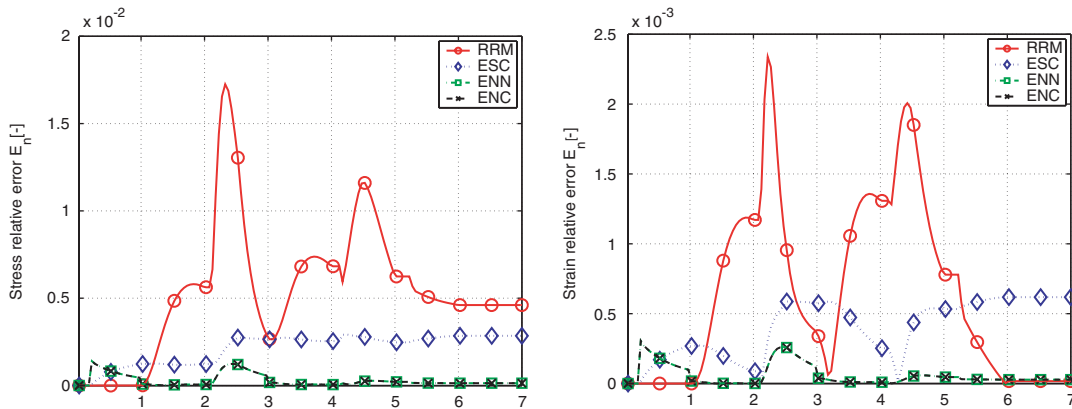 x 10⁻²
2
1.5
1
0.5
0
1 2 3 4 5 6 7
Stress relative error E_n[-]
RRM
ESC
ENN
ENC
x 10⁻³
2.5
2
1.5
1
0.5
0
1 2 3 4 5 6 7
Strain relative error E_n[-]
RRM
ESC
ENN
ENC